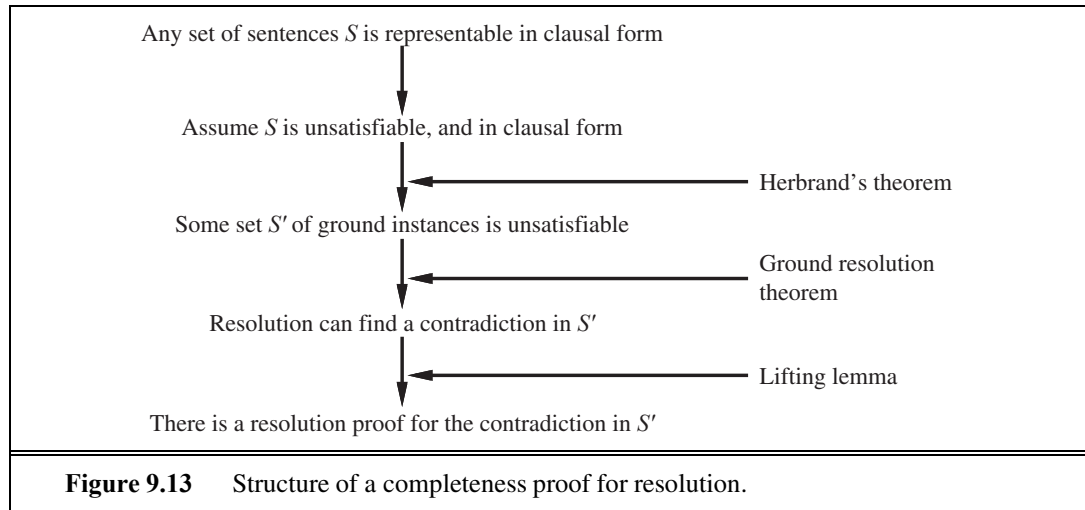 Any set of sentences S is representable in clausal form
Assume S is unsatisfiable, and in clausal form
Herbrand's theorem
Some set S′ of ground instances is unsatisfiable
Ground resolution
theorem
Resolution can find a contradiction in S′
Lifting lemma
There is a resolution proof for the contradiction in S′
Figure 9.13 Structure of a completeness proof for resolution.